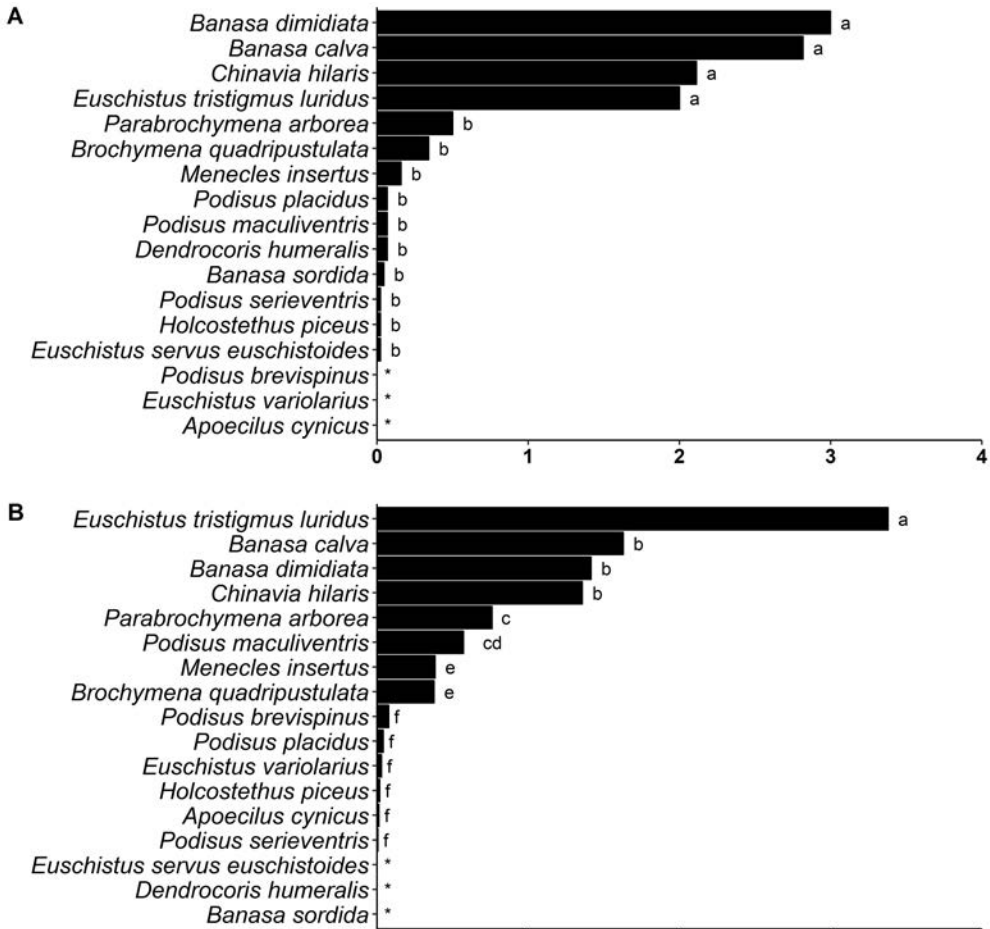 A
Banasa dimidiata a
Banasa calva a
Chinavia hilaris a
Euschistus tristigmus luridus a
Parabrochymena arborea b
Brochymena quadripustulata b
Menecles insertus b
Podisus placidus b
Podisus maculiventris b
Dendrocoris humeralis b
Banasa sordida b
Podisus serieventris b
Holcostethus piceus b
Euschistus servus euschistoides b
Podisus brevispinus *
Euschistus variolarius *
Apoecilus cynicus *
0 1 2 3 4
B
Euschistus tristigmus luridus a
Banasa calva b
Banasa dimidiata b
Chinavia hilaris b
Parabrochymena arborea c
Podisus maculiventris cd
Menecles insertus e
Brochymena quadripustulata e
Podisus brevispinus f
Podisus placidus f
Euschistus variolarius f
Holcostethus piceus f
Apoecilus cynicus f
Podisus serieventris f
Euschistus servus euschistoides *
Dendrocoris humeralis *
Banasa sordida *